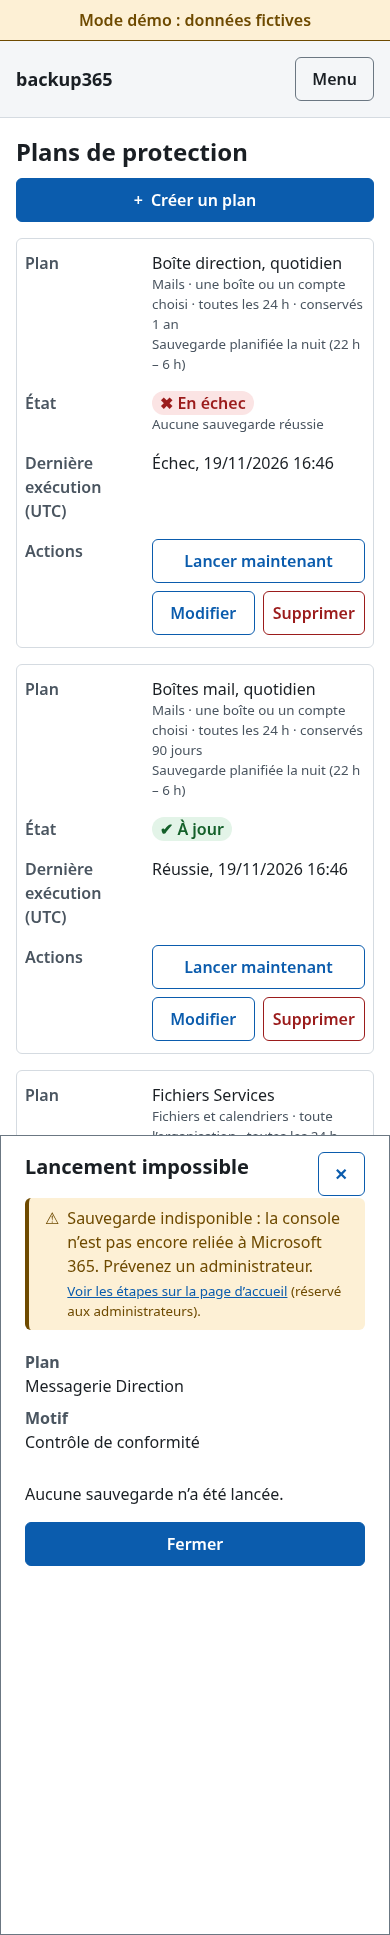 Mode démo : données fictives
backup365
Menu
Plans de protection
+ Créer un plan
Plan
Boîte direction, quotidien
Mails · une boîte ou un compte
choisi · toutes les 24 h · conservés
1 an
Sauvegarde planifiée la nuit (22 h
– 6 h)
État
✖ En échec
Aucune sauvegarde réussie
Dernière
exécution
(UTC)
Échec, 19/11/2026 16:46
Actions
Lancer maintenant
Modifier
Supprimer
Plan
Boîtes mail, quotidien
Mails · une boîte ou un compte
choisi · toutes les 24 h · conservés
90 jours
Sauvegarde planifiée la nuit (22 h
– 6 h)
État
✔ À jour
Dernière
exécution
(UTC)
Réussie, 19/11/2026 16:46
Actions
Lancer maintenant
Modifier
Supprimer
Plan
Fichiers Services
Fichiers et calendriers · toute
Lancement impossible
✕
⚠ Sauvegarde indisponible : la console
n’est pas encore reliée à Microsoft
365. Prévenez un administrateur.
Voir les étapes sur la page d’accueil (réservé
aux administrateurs).
Plan
Messagerie Direction
Motif
Contrôle de conformité
Aucune sauvegarde n’a été lancée.
Fermer